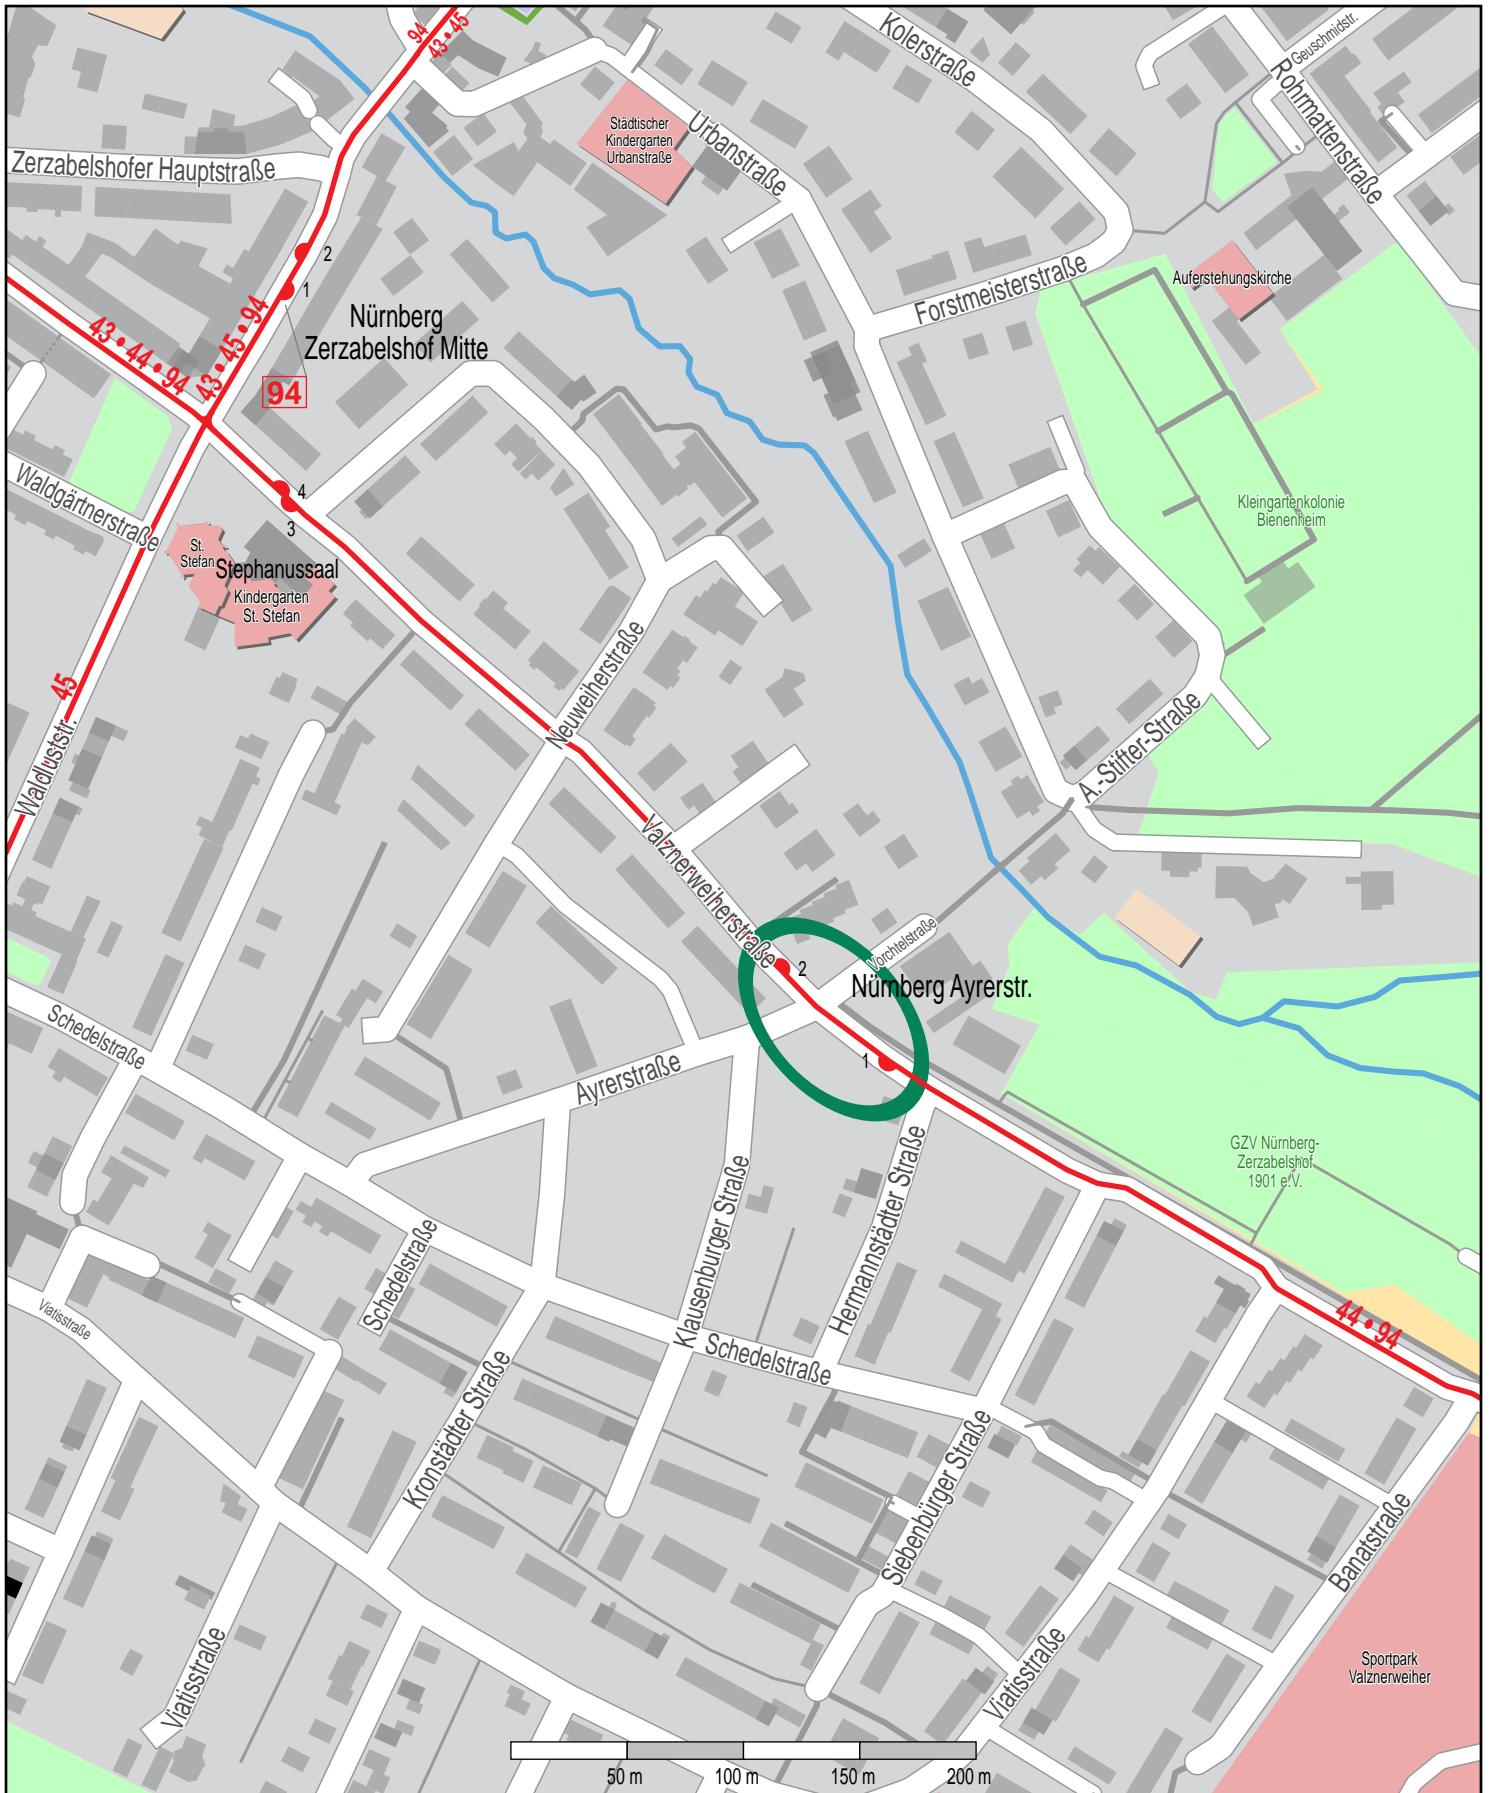 94
43 • 45
Kolerstraße
Geuschmidstr.
Rohrmattenstraße
Städtischer
Kindergarten
Urbanstraße
Urbanstraße
Zerzabelshofer Hauptstraße
2
1
Nürnberg
Zerzabelshof Mitte
43 • 44 • 94
43 • 45 • 94
94
Forstmeisterstraße
Auferstehungskirche
Waldgärtnerstraße
4
3
Kleingartenkolonie
Bienenheim
St.
Stefan
Stephanussaal
Kindergarten
St. Stefan
Neuweiherstraße
45
Waldluststr.
A.-Stifter-Straße
Valznerweiherstraße
2
Vorchtelstraße
Nürnberg Ayrerstr.
1
Schedelstraße
Ayrerstraße
GZV Nürnberg-
Zerzabelshof
1901 e.V.
Klausenburger Straße
Hermannstädter Straße
Schedelstraße
Viatisstraße
44 • 94
Schedelstraße
Kronstädter Straße
Siebenbürger Straße
Banatstraße
Viatisstraße
Viatisstraße
Sportpark
Valznerweiher
50 m
100 m
150 m
200 m